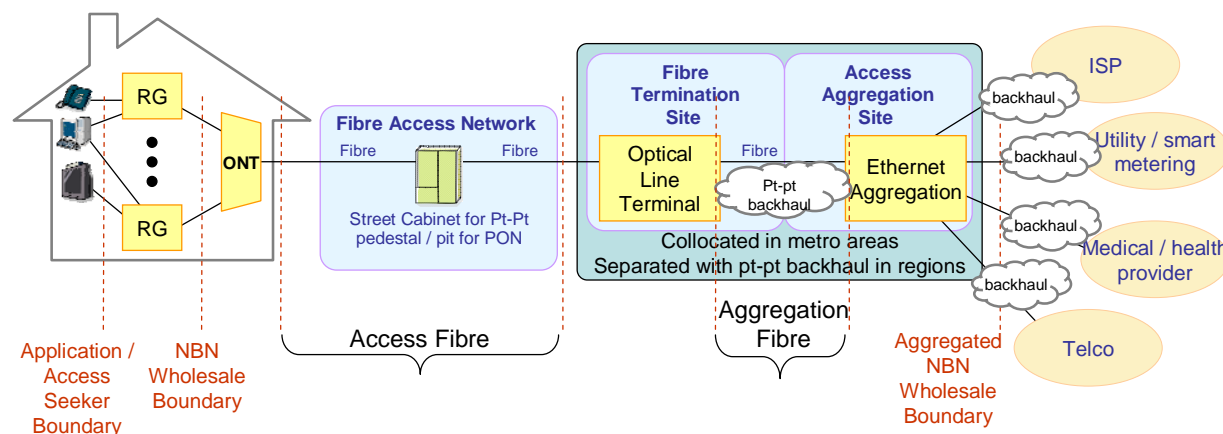 RG
RG
ONT
Fibre Access Network
Fibre
Fibre
Street Cabinet for Pt-Pt
pedestal / pit for PON
Fibre
Termination
Site
Access
Aggregation
Site
Optical
Line
Terminal
Fibre
Pt-pt
backhaul
Ethernet
Aggregation
Collocated in metro areas
Separated with pt-pt backhaul in regions
backhaul
backhaul
backhaul
backhaul
ISP
Utility / smart
metering
Medical / health
provider
Telco
Application /
Access
Seeker
Boundary
NBN
Wholesale
Boundary
Access Fibre
Aggregation
Fibre
Aggregated
NBN
Wholesale
Boundary